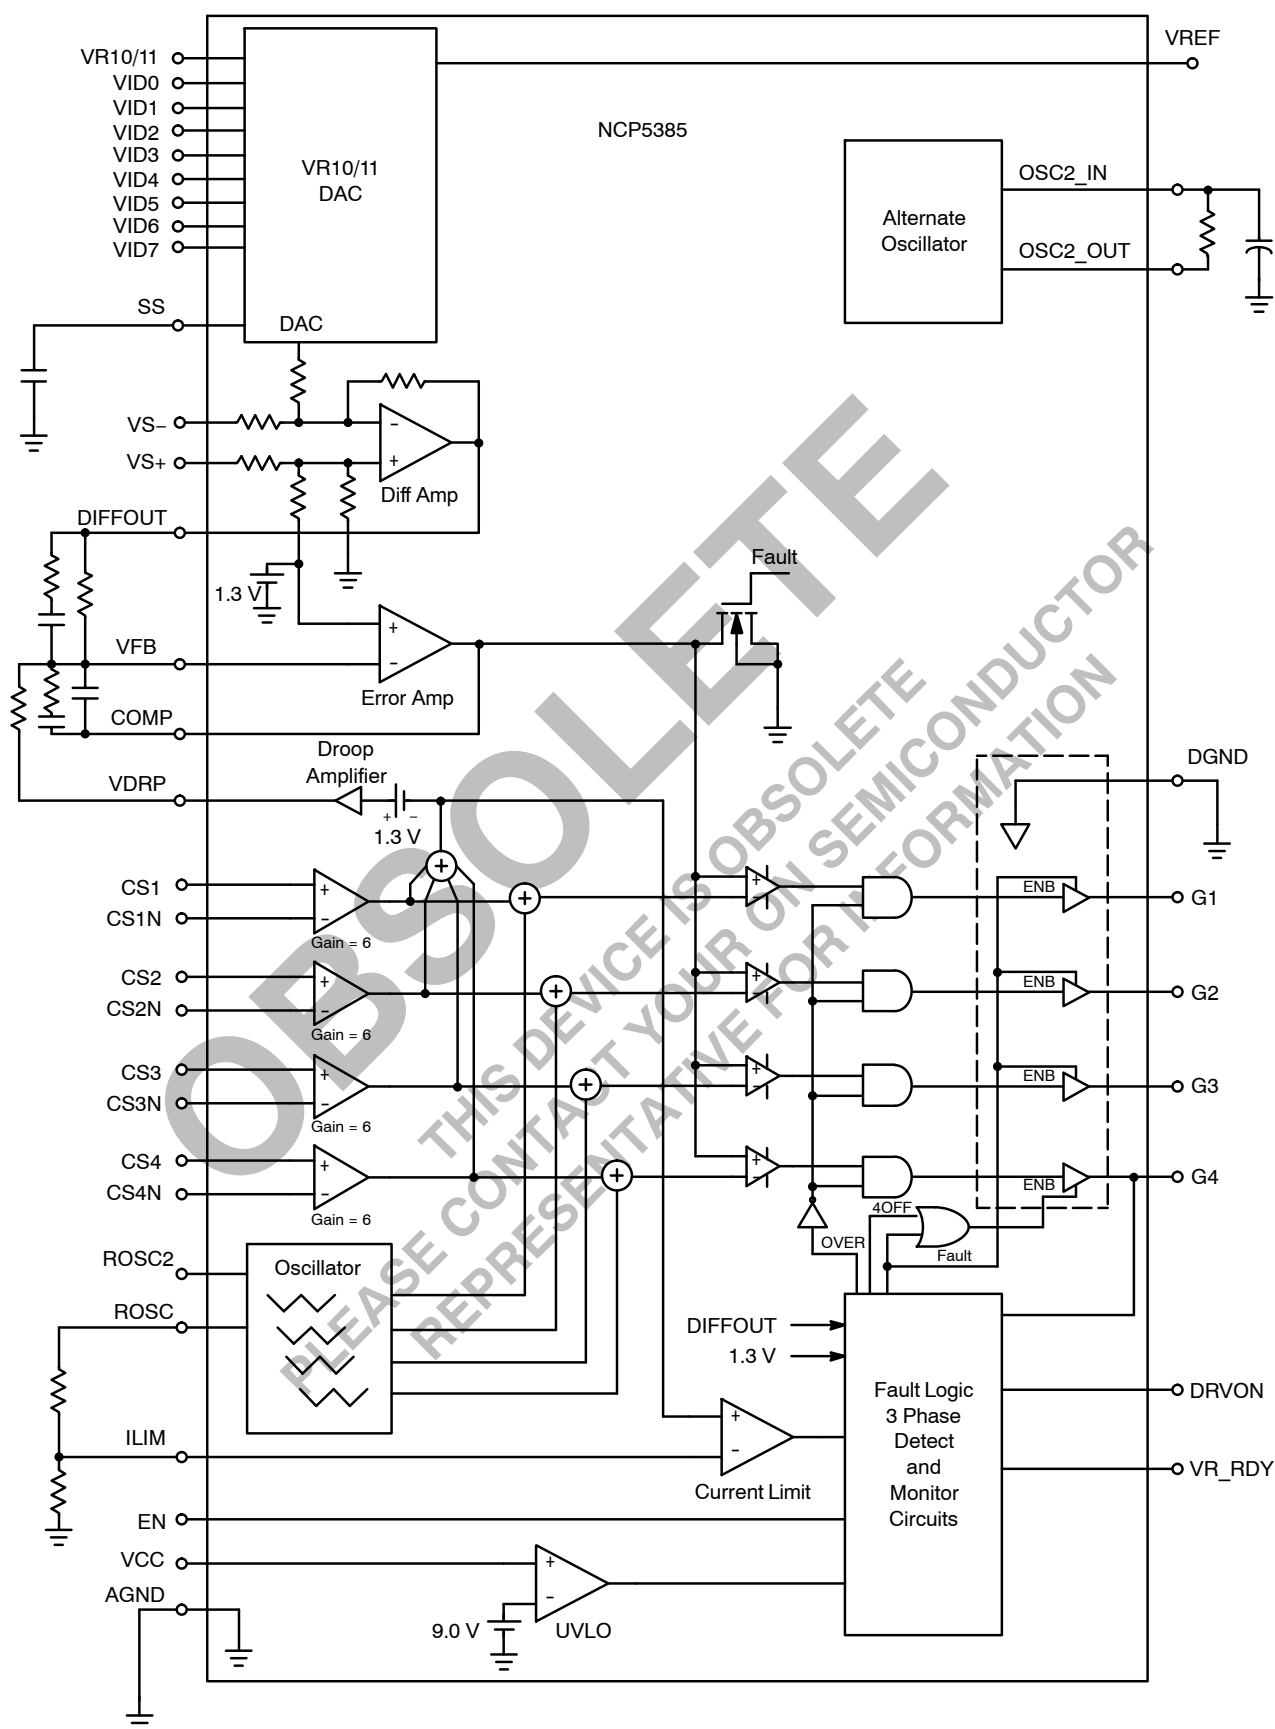 VREF
VR10/11
VID0
VID1
VID2
VID3
VID4
VID5
VID6
VID7
VR10/11
DAC
NCP5385
Alternate
Oscillator
OSC2_IN
OSC2_OUT
SS
DAC
VS−
VS+
−
+
Diff Amp
DIFFOUT
1.3 V
Fault
VFB
+
−
Error Amp
COMP
Droop
Amplifier
VDRP
+
−
1.3 V
DGND
+
CS1
CS1N
+
−
Gain = 6
+
+
−
ENB
G1
CS2
CS2N
+
−
Gain = 6
+
+
−
ENB
G2
CS3
CS3N
+
−
Gain = 6
+
+
−
ENB
G3
CS4
CS4N
+
−
Gain = 6
+
+
−
ENB
G4
4OFF
OVER
Fault
ROSC2
ROSC
Oscillator
DIFFOUT
1.3 V
Fault Logic
3 Phase
Detect
and
Monitor
Circuits
DRVON
VR_RDY
ILIM
+
−
Current Limit
EN
VCC
AGND
+
−
9.0 V
UVLO
OBSOLETE
THIS DEVICE IS OBSOLETE
PLEASE CONTACT YOUR ON SEMICONDUCTOR
REPRESENTATIVE FOR INFORMATION